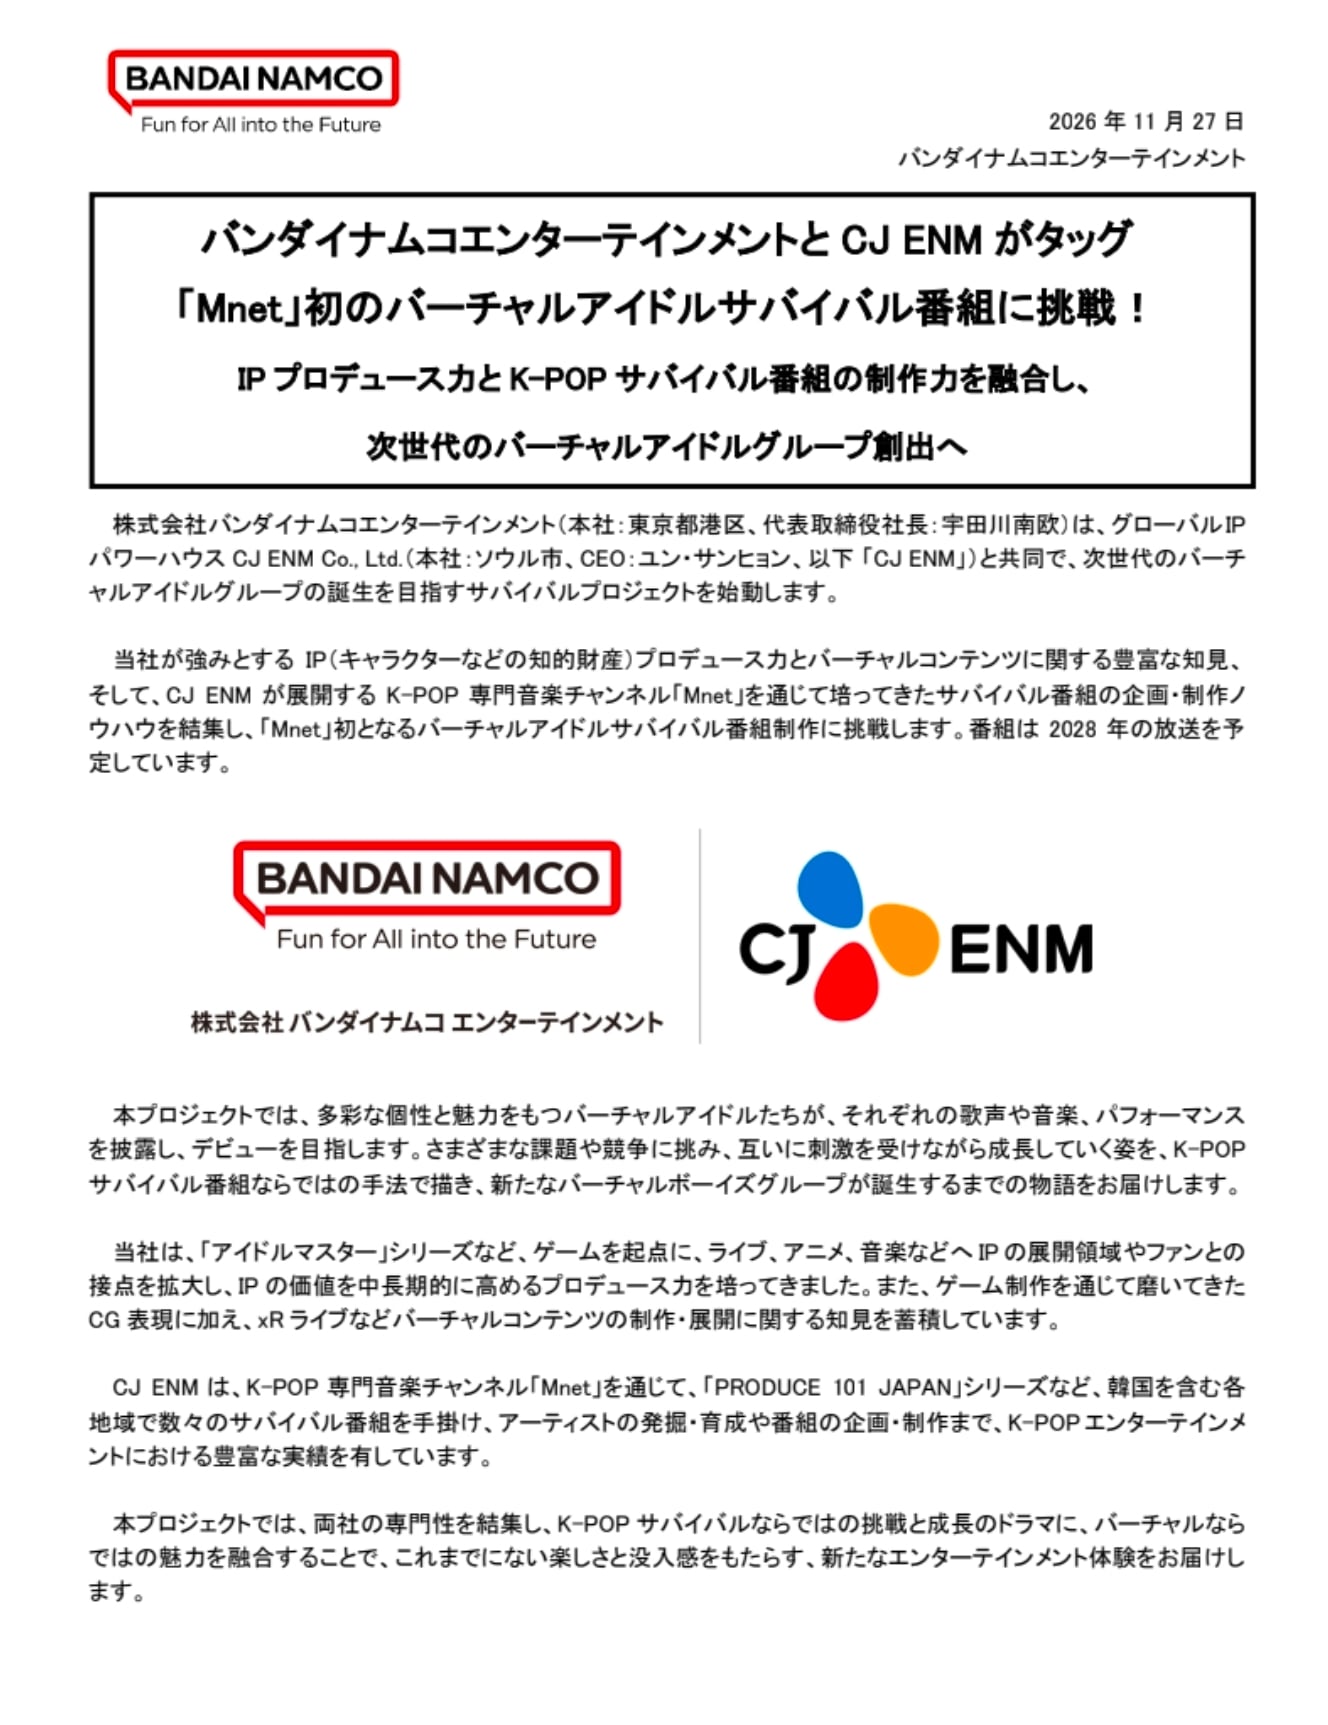 BANDAI NAMCO
Fun for All into the Future
2026 年 11 月 27 日
バンダイナムコエンターテインメント
バンダイナムコエンターテインメントと CJ ENM がタッグ
「Mnet」初のバーチャルアイドルサバイバル番組に挑戦！
IP プロデュース力と K-POP サバイバル番組の制作力を融合し、
次世代のバーチャルアイドルグループ創出へ
株式会社バンダイナムコエンターテインメント（本社：東京都港区、代表取締役社長：宇田川南欧）は、グローバル IP
パワーハウス CJ ENM Co., Ltd.（本社：ソウル市、CEO：ユン・サンヒョン、以下「CJ ENM」）と共同で、次世代のバーチ
ャルアイドルグループの誕生を目指すサバイバルプロジェクトを始動します。
当社が強みとする IP（キャラクターなどの知的財産）プロデュース力とバーチャルコンテンツに関する豊富な知見、
そして、CJ ENM が展開する K-POP 専門音楽チャンネル「Mnet」を通じて培ってきたサバイバル番組の企画・制作ノ
ウハウを結集し、「Mnet」初となるバーチャルアイドルサバイバル番組制作に挑戦します。番組は 2028 年の放送を予
定しています。
BANDAI NAMCO
Fun for All into the Future
株式会社 バンダイナムコ エンターテインメント
CJ ENM
本プロジェクトでは、多彩な個性と魅力をもつバーチャルアイドルたちが、それぞれの歌声や音楽、パフォーマンス
を披露し、デビューを目指します。さまざまな課題や競争に挑み、互いに刺激を受けながら成長していく姿を、K-POP
サバイバル番組ならではの手法で描き、新たなバーチャルボーイズグループが誕生するまでの物語をお届けします。
当社は、「アイドルマスター」シリーズなど、ゲームを起点に、ライブ、アニメ、音楽などへ IP の展開領域やファンとの
接点を拡大し、IP の価値を中長期的に高めるプロデュース力を培ってきました。また、ゲーム制作を通じて磨いてきた
CG 表現に加え、xR ライブなどバーチャルコンテンツの制作・展開に関する知見を蓄積しています。
CJ ENM は、K-POP 専門音楽チャンネル「Mnet」を通じて、「PRODUCE 101 JAPAN」シリーズなど、韓国を含む各
地域で数々のサバイバル番組を手掛け、アーティストの発掘・育成や番組の企画・制作まで、K-POP エンターテインメ
ントにおける豊富な実績を有しています。
本プロジェクトでは、両社の専門性を結集し、K-POP サバイバルならではの挑戦と成長のドラマに、バーチャルなら
ではの魅力を融合することで、これまでにない楽しさと没入感をもたらす、新たなエンターテインメント体験をお届けし
ます。